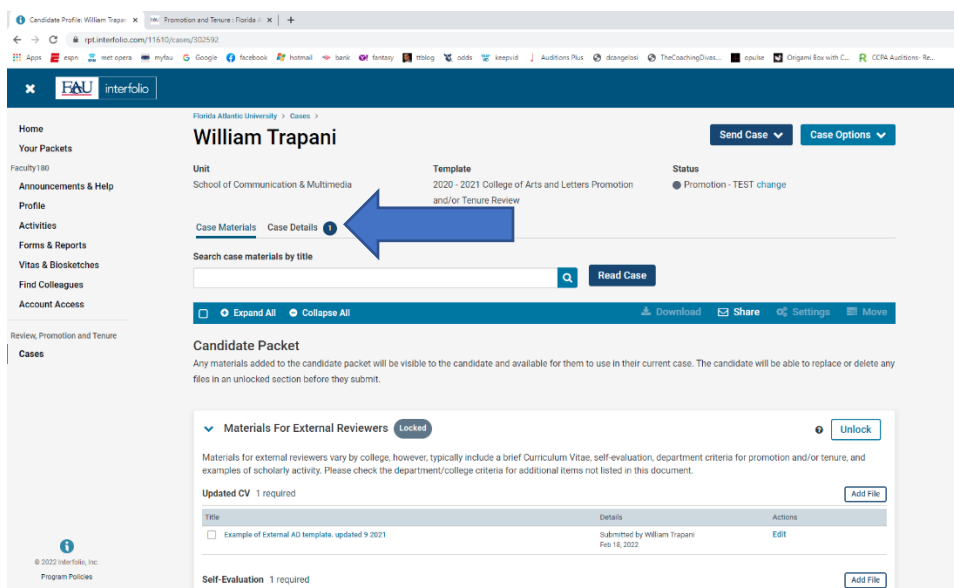 Candidate Profile: William Trapan
Promotion and Tenure : Florida A
rpt.interfolio.com/11610/cases/302592
Apps espn met opera myfau Google facebook hotmail bank fantasy ttblog odds keepvid Auditions Plus dcangelosi TheCoachingDivas... opulse Origami Box with C... CCPA Auditions- Re...
FAU interfolio
Home
Your Packets
Faculty180
Announcements & Help
Profile
Activities
Forms & Reports
Vitas & Biosketches
Find Colleagues
Account Access
Review, Promotion and Tenure
Cases
© 2022 Interfolio, Inc.
Program Policies
Florida Atlantic University > Cases >
William Trapani
Send Case
Case Options
Unit
School of Communication & Multimedia
Template
2020 - 2021 College of Arts and Letters Promotion
and/or Tenure Review
Status
Promotion - TEST change
Case Materials Case Details 1
Search case materials by title
Read Case
Expand All Collapse All Download Share Settings Move
Candidate Packet
Any materials added to the candidate packet will be visible to the candidate and available for them to use in their current case. The candidate will be able to replace or delete any
files in an unlocked section before they submit.
Materials For External Reviewers Locked
Unlock
Materials for external reviewers vary by college, however, typically include a brief Curriculum Vitae, self-evaluation, department criteria for promotion and/or tenure, and
examples of scholarly activity. Please check the department/college criteria for additional items not listed in this document.
Updated CV 1 required
Add File
Title Details Actions
Example of External AD template. updated 9 2021
Submitted by William Trapani
Feb 18, 2022
Edit
Self-Evaluation 1 required
Add File